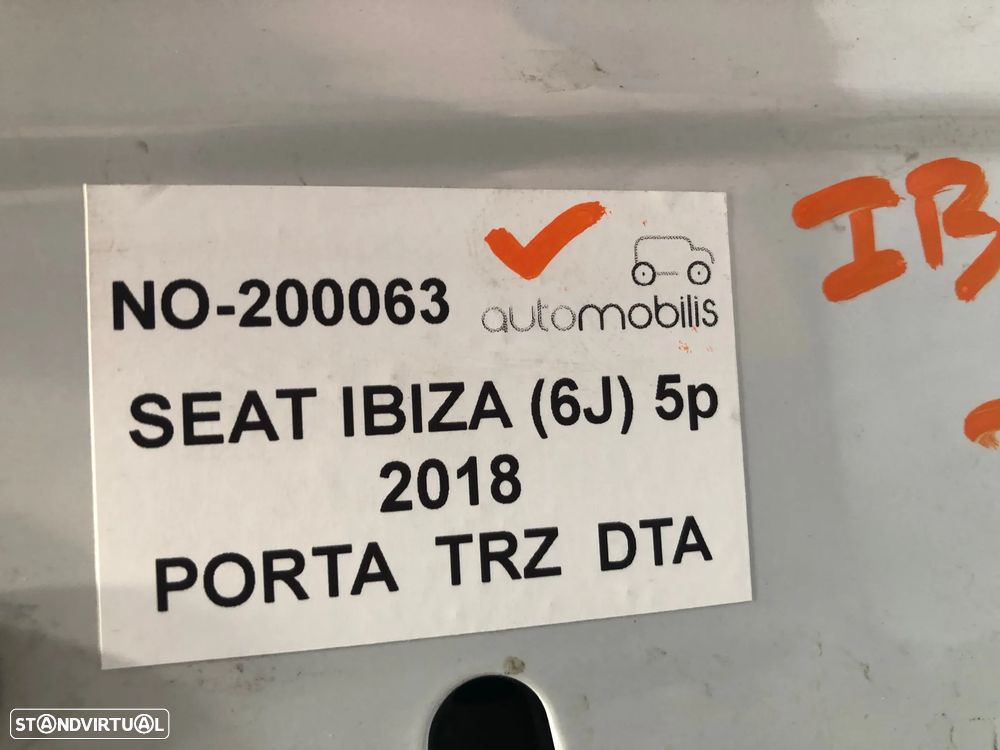 NO-200063
automobilis
IB
SEAT IBIZA (6J) 5p
2018
PORTA TRZ DTA
STANDVIRTUAL